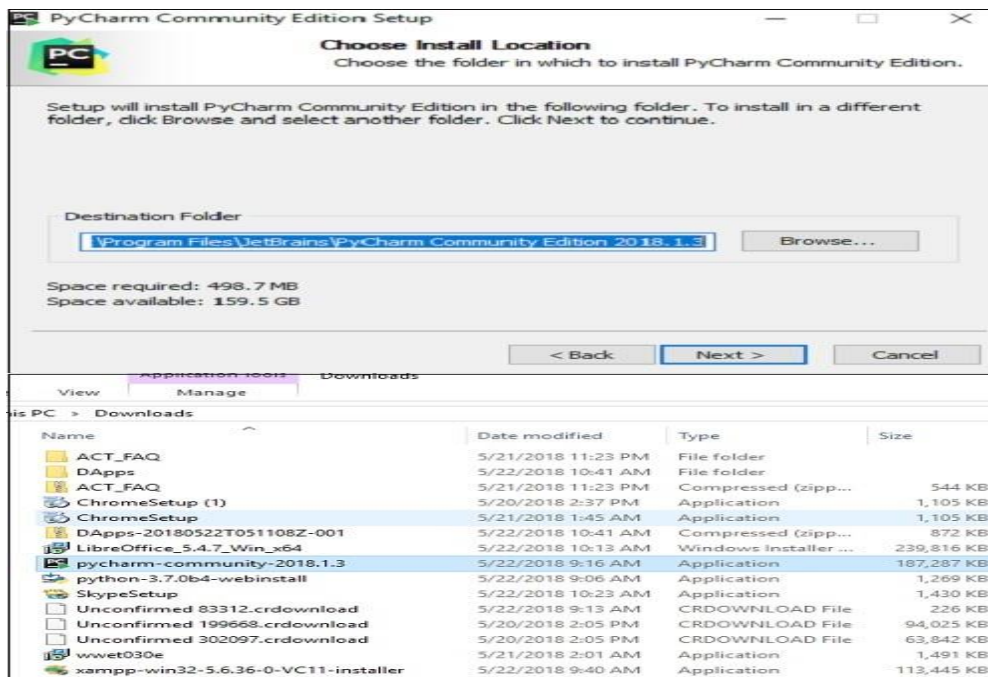 PyCharm Community Edition Setup
PC
Choose Install Location
Choose the folder in which to install PyCharm Community Edition.
Setup will install PyCharm Community Edition in the following folder. To install in a different
folder, click Browse and select another folder. Click Next to continue.
Destination Folder
\Program Files\JetBrains\PyCharm Community Edition 2018.1.3
Browse...
Space required: 498.7 MB
Space available: 159.5 GB
< Back Next > Cancel
Application Tools Downloads
View Manage
is PC > Downloads
Name Date modified Type Size
ACT_FAQ 5/21/2018 11:23 PM File folder
DApps 5/22/2018 10:41 AM File folder
ACT_FAQ 5/21/2018 11:23 PM Compressed (zipp... 544 KB
ChromeSetup (1) 5/20/2018 2:37 PM Application 1,105 KB
ChromeSetup 5/21/2018 1:45 AM Application 1,105 KB
DApps-20180522T051108Z-001 5/22/2018 10:41 AM Compressed (zipp... 872 KB
LibreOffice_5.4.7_Win_x64 5/22/2018 10:13 AM Windows Installer ... 239,816 KB
pycharm-community-2018.1.3 5/22/2018 9:16 AM Application 187,287 KB
python-3.7.0b4-webinstall 5/22/2018 9:06 AM Application 1,269 KB
SkypeSetup 5/22/2018 10:23 AM Application 1,430 KB
Unconfirmed 83312.crdownload 5/22/2018 9:13 AM CRDOWNLOAD File 226 KB
Unconfirmed 199668.crdownload 5/20/2018 2:05 PM CRDOWNLOAD File 94,025 KB
Unconfirmed 302097.crdownload 5/20/2018 2:05 PM CRDOWNLOAD File 63,842 KB
wwet030e 5/21/2018 2:01 AM Application 1,491 KB
xampp-win32-5.6.36-0-VC11-installer 5/22/2018 9:40 AM Application 113,445 KB